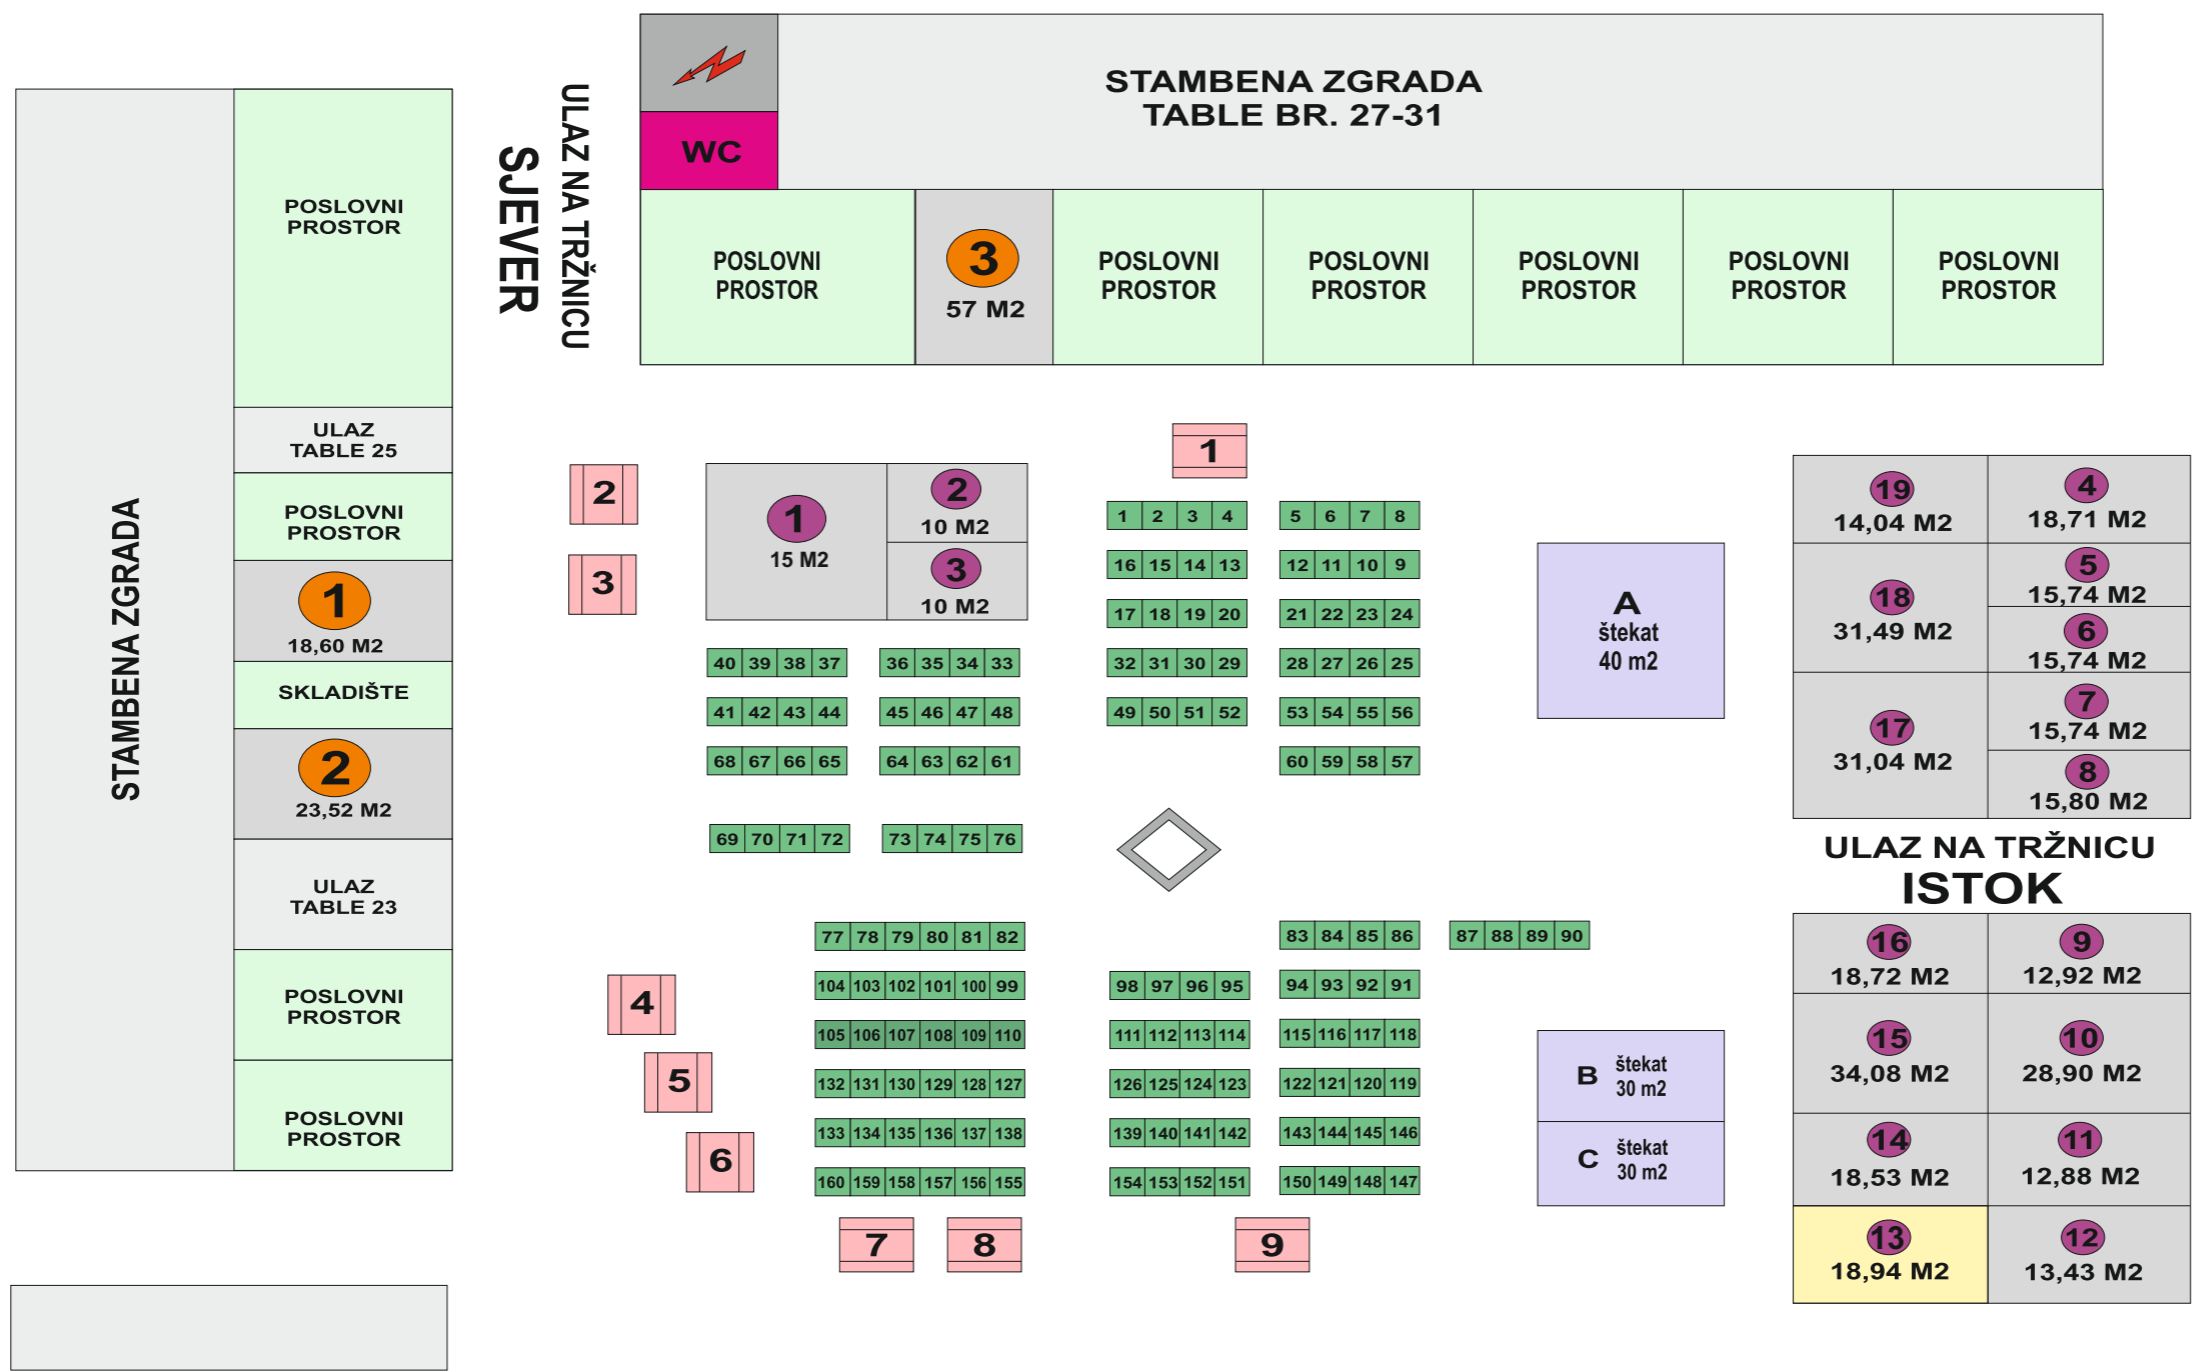 STAMBENA ZGRADA
TABLE BR. 27-31
WC
POSLOVNI
PROSTOR
3
57 M2
POSLOVNI
PROSTOR
POSLOVNI
PROSTOR
POSLOVNI
PROSTOR
POSLOVNI
PROSTOR
POSLOVNI
PROSTOR
ULAZ NA TRŽNICU
SJEVER
STAMBENA ZGRADA
POSLOVNI
PROSTOR
ULAZ
TABLE 25
POSLOVNI
PROSTOR
1
18,60 M2
SKLADIŠTE
2
23,52 M2
ULAZ
TABLE 23
POSLOVNI
PROSTOR
POSLOVNI
PROSTOR
1
2
3
1
15 M2
2
10 M2
3
10 M2
1 2 3 4
5 6 7 8
16 15 14 13
12 11 10 9
17 18 19 20
21 22 23 24
40 39 38 37
36 35 34 33
32 31 30 29
28 27 26 25
41 42 43 44
45 46 47 48
49 50 51 52
53 54 55 56
68 67 66 65
64 63 62 61
60 59 58 57
69 70 71 72
73 74 75 76
77 78 79 80 81 82
83 84 85 86
87 88 89 90
104 103 102 101 100 99
98 97 96 95
94 93 92 91
105 106 107 108 109 110
111 112 113 114
115 116 117 118
132 131 130 129 128 127
126 125 124 123
122 121 120 119
133 134 135 136 137 138
139 140 141 142
143 144 145 146
160 159 158 157 156 155
154 153 152 151
150 149 148 147
4
5
6
7
8
9
A
štekat
40 m2
B štekat
30 m2
C štekat
30 m2
19
14,04 M2
4
18,71 M2
18
31,49 M2
5
15,74 M2
6
15,74 M2
17
31,04 M2
7
15,74 M2
8
15,80 M2
ULAZ NA TRŽNICU
ISTOK
16
18,72 M2
9
12,92 M2
15
34,08 M2
10
28,90 M2
14
18,53 M2
11
12,88 M2
13
18,94 M2
12
13,43 M2